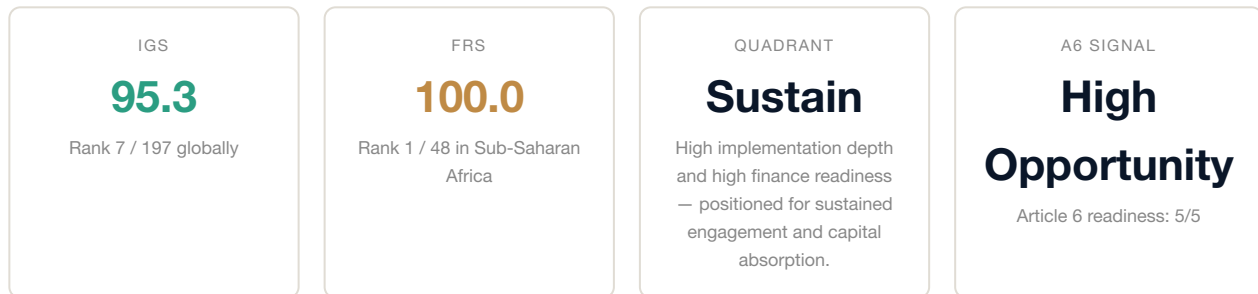 IGS
95.3
Rank 7 / 197 globally
FRS
100.0
Rank 1 / 48 in Sub-Saharan
Africa
QUADRANT
Sustain
High implementation depth
and high finance readiness
— positioned for sustained
engagement and capital
absorption.
A6 SIGNAL
High
Opportunity
Article 6 readiness: 5/5